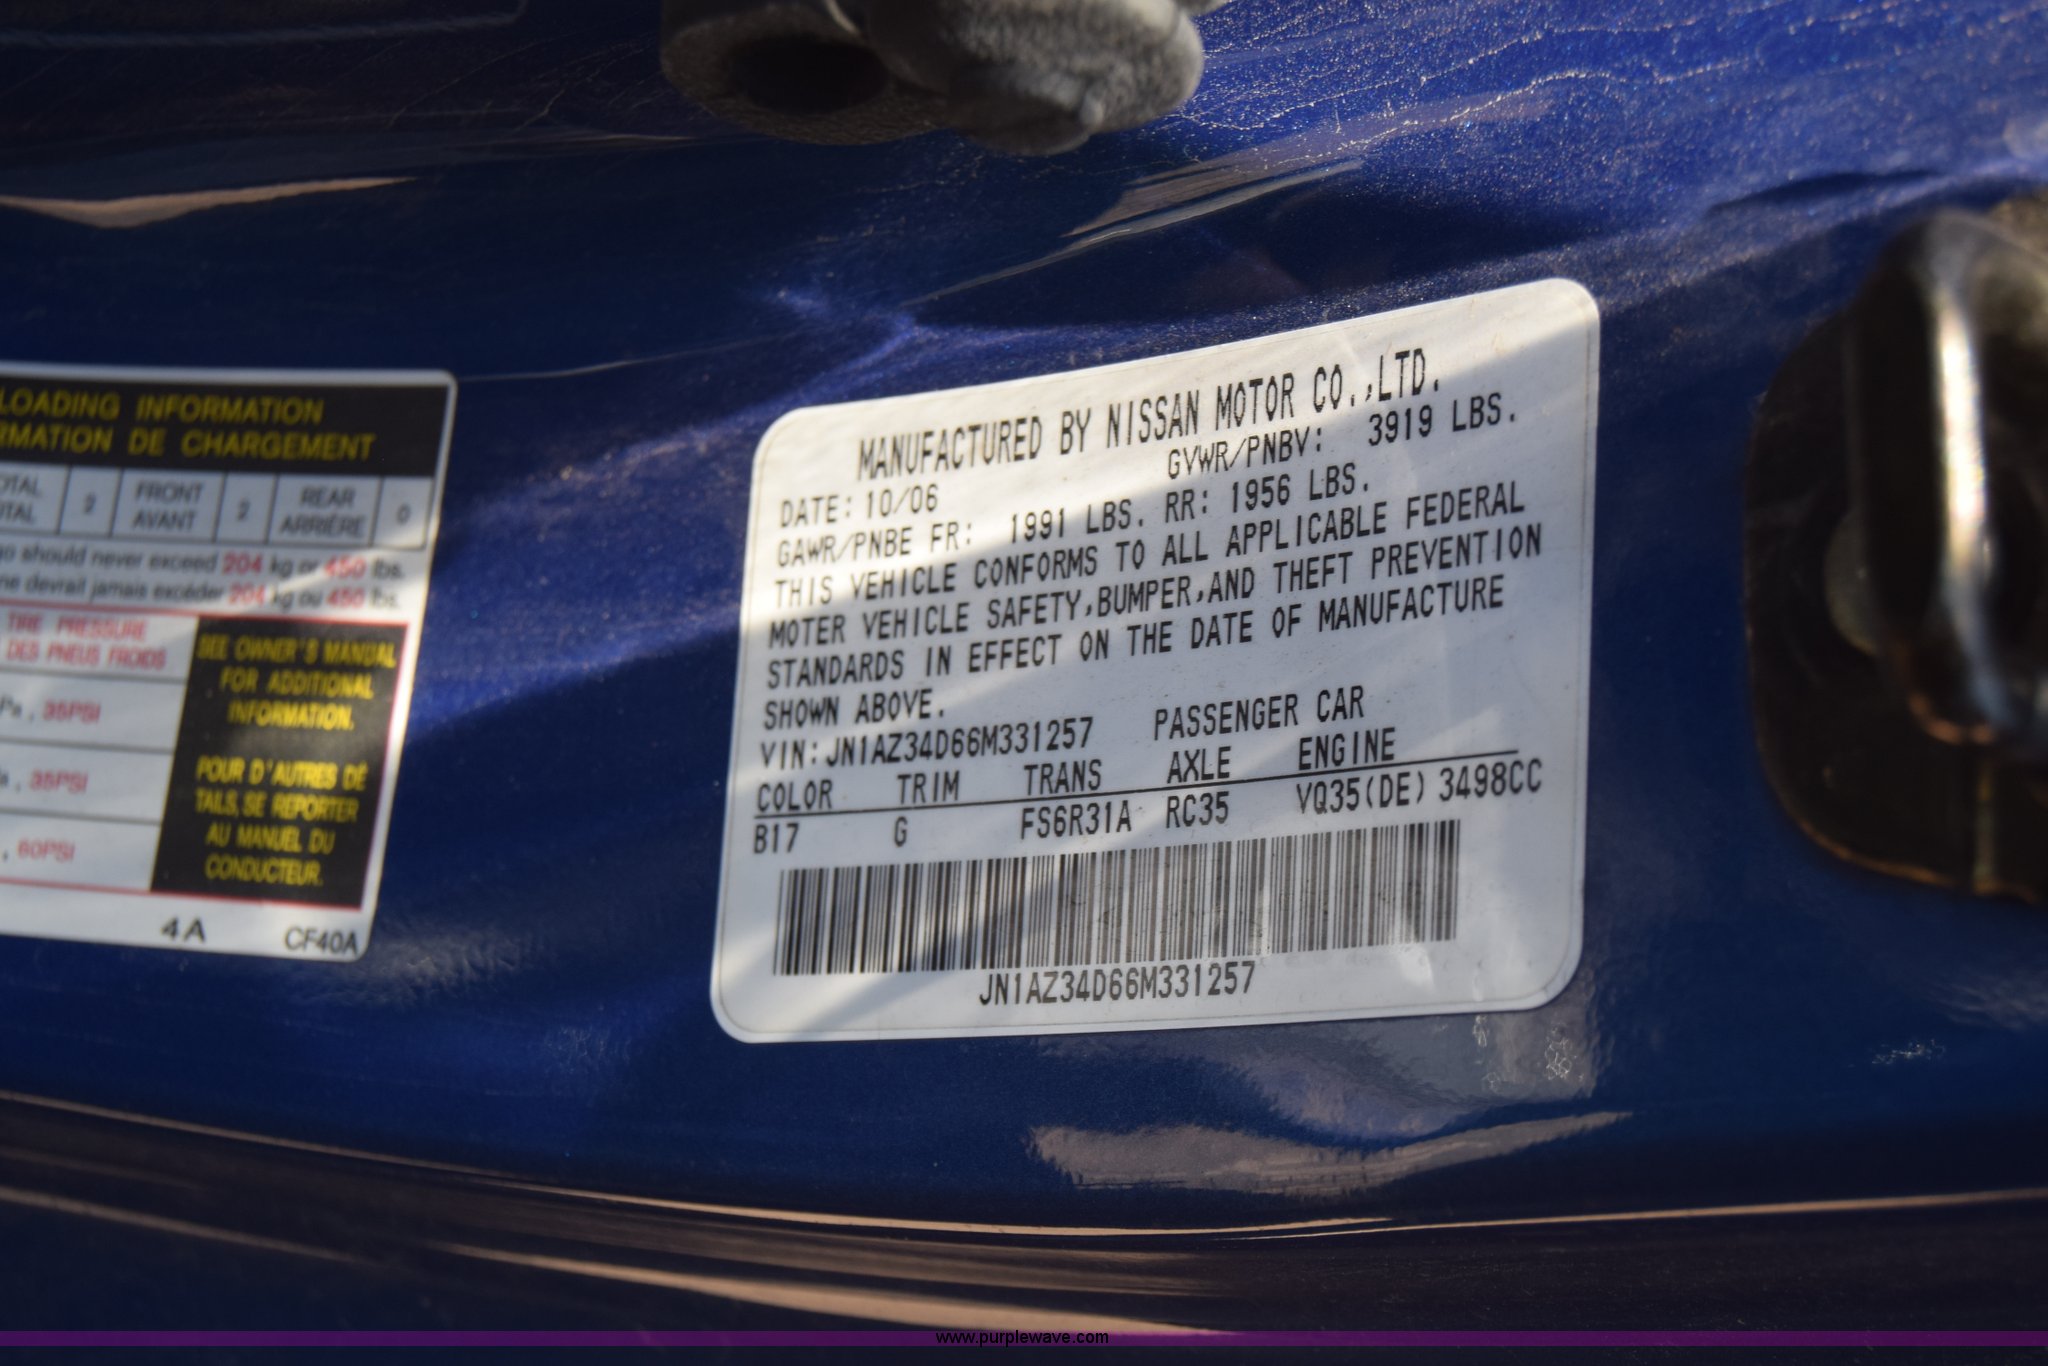 LOADING INFORMATION
RMATION DE CHARGEMENT
OTAL 2 FRONT 2 REAR 0
OTAL AVANT ARRIÈRE
go should never exceed 204 kg or 450 lbs.
ne devrait jamais excéder 204 kg ou 450 lbs.
TIRE PRESSURE
DES PNEUS FROIDS
Pa , 35PSI
a , 35PSI
, 60PSI
SEE OWNER'S MANUAL
FOR ADDITIONAL
INFORMATION.
POUR D'AUTRES DÉ
TAILS, SE REPORTER
AU MANUEL DU
CONDUCTEUR.
4A CF40A
MANUFACTURED BY NISSAN MOTOR CO.,LTD.
GVWR/PNBV: 3919 LBS.
DATE: 10/06
GAWR/PNBE FR: 1991 LBS. RR: 1956 LBS.
THIS VEHICLE CONFORMS TO ALL APPLICABLE FEDERAL
MOTER VEHICLE SAFETY,BUMPER,AND THEFT PREVENTION
STANDARDS IN EFFECT ON THE DATE OF MANUFACTURE
SHOWN ABOVE.
VIN: JN1AZ34D66M331257 PASSENGER CAR
COLOR TRIM TRANS AXLE ENGINE
B17 G FS6R31A RC35 VQ35(DE) 3498CC
JN1AZ34D66M331257
www.purplewave.com